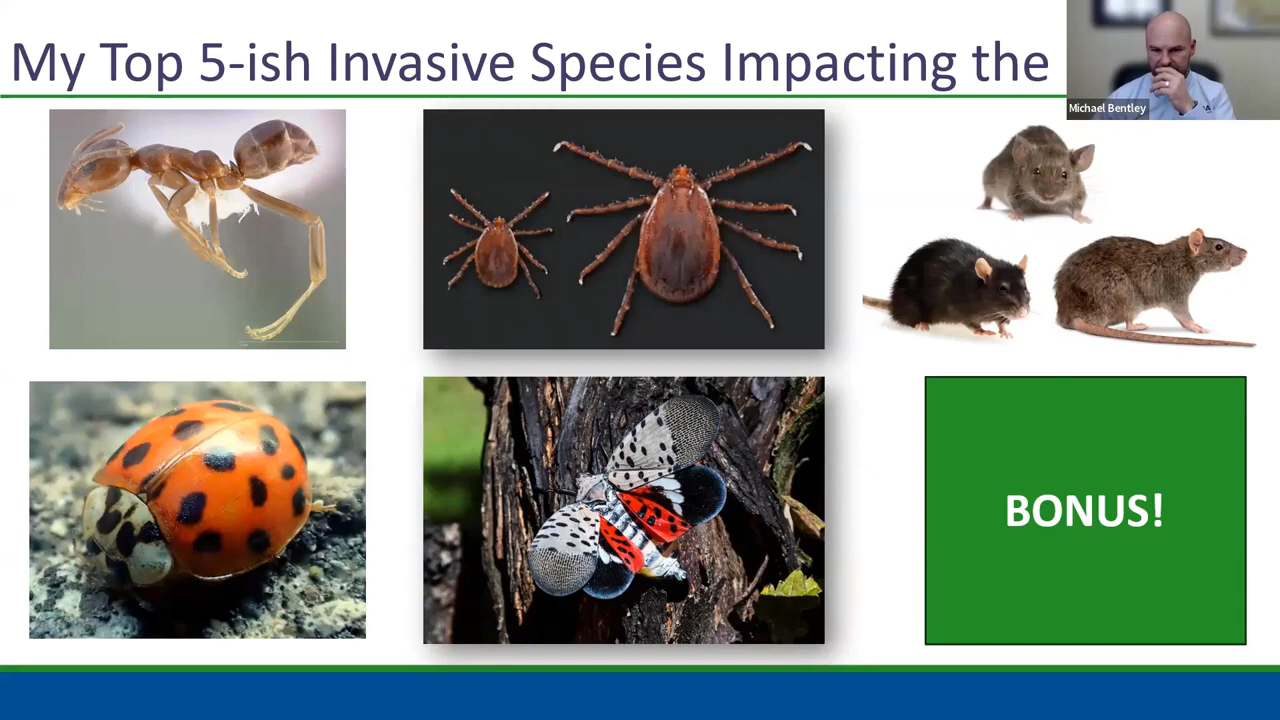 My Top 5-ish Invasive Species Impacting the
Michael Bentley
BONUS!